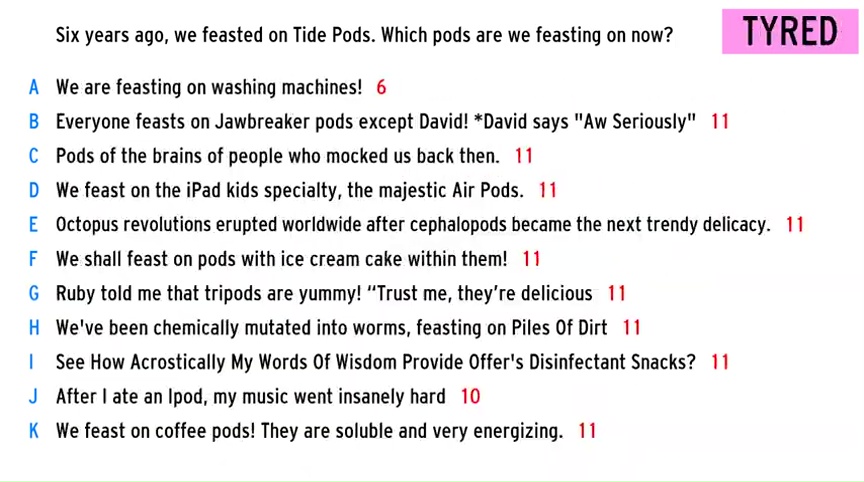 Six years ago, we feasted on Tide Pods. Which pods are we feasting on now?
TYRED
A We are feasting on washing machines! 6
B Everyone feasts on Jawbreaker pods except David! *David says "Aw Seriously" 11
C Pods of the brains of people who mocked us back then. 11
D We feast on the iPad kids specialty, the majestic Air Pods. 11
E Octopus revolutions erupted worldwide after cephalopods became the next trendy delicacy. 11
F We shall feast on pods with ice cream cake within them! 11
G Ruby told me that tripods are yummy! “Trust me, they're delicious 11
H We've been chemically mutated into worms, feasting on Piles Of Dirt 11
I See How Acrostically My Words Of Wisdom Provide Offer's Disinfectant Snacks? 11
J After I ate an Ipod, my music went insanely hard 10
K We feast on coffee pods! They are soluble and very energizing. 11